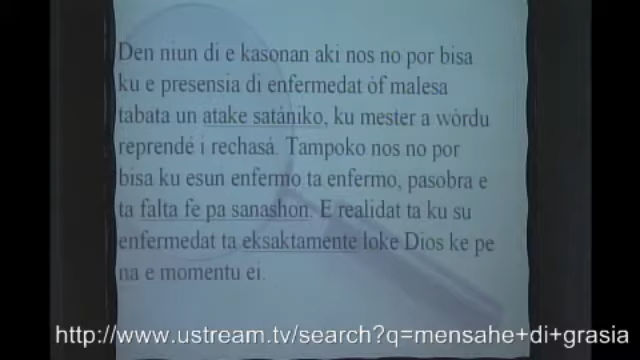 Den niun di e kasonan aki nos no por bisa
ku e presensia di enfermedat òf malesa
tabata un atake satániko, ku mester a wòrdu
reprendé i rechasá. Tampoko nos no por
bisa ku esun enfermo ta enfermo, pasobra e
ta falta fe pa sanashon. E realidat ta ku su
enfermedat ta eksaktamente loke Dios ke pe
na e momentu ei.
http://www.ustream.tv/search?q=mensahe+di+grasia